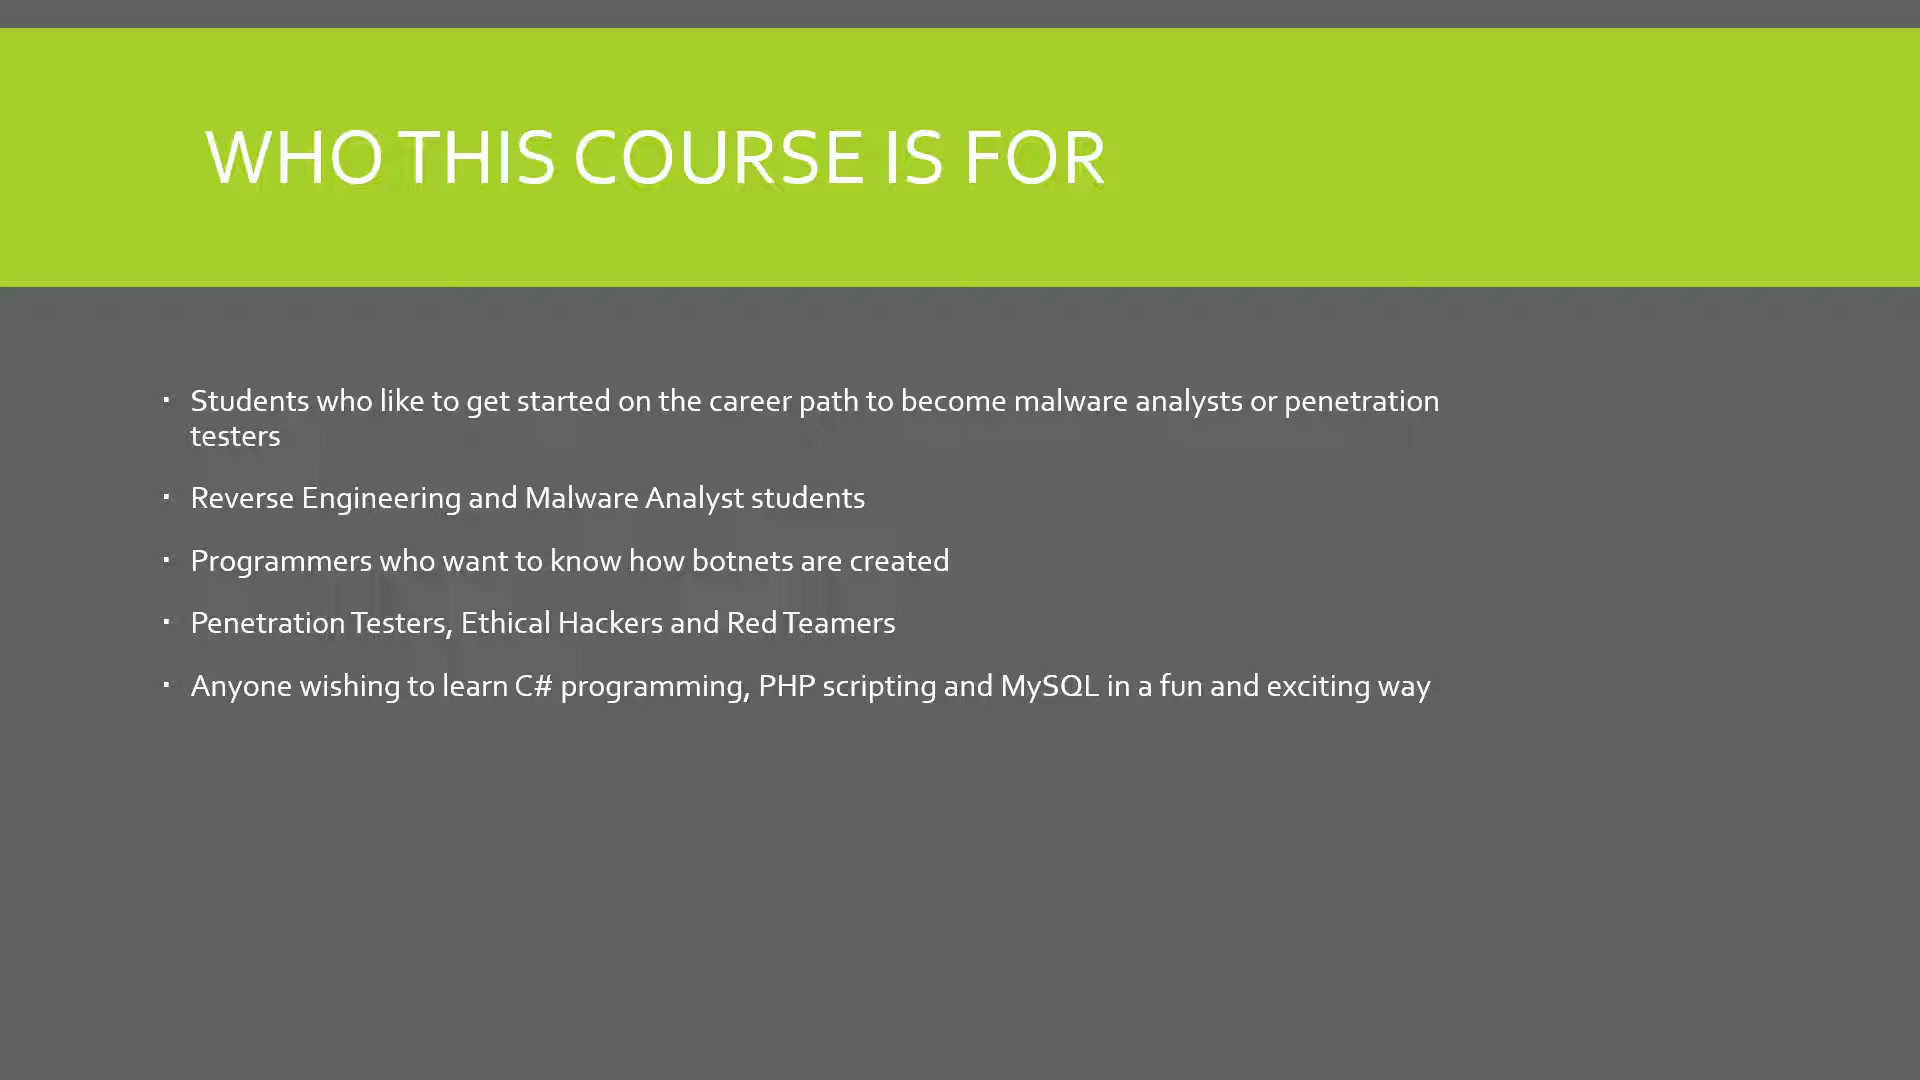 WHO THIS COURSE IS FOR
▪ Students who like to get started on the career path to become malware analysts or penetration
testers
▪ Reverse Engineering and Malware Analyst students
▪ Programmers who want to know how botnets are created
▪ Penetration Testers, Ethical Hackers and Red Teamers
▪ Anyone wishing to learn C# programming, PHP scripting and MySQL in a fun and exciting way